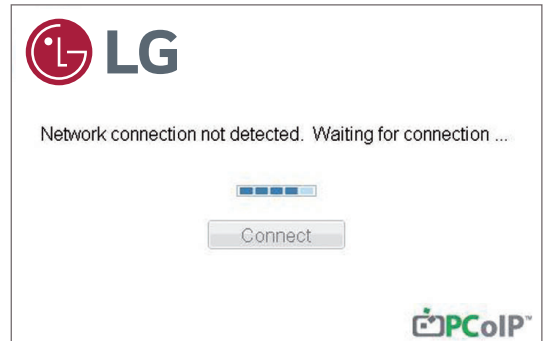 LG
Network connection not detected. Waiting for connection ...
Connect
PCoIP™